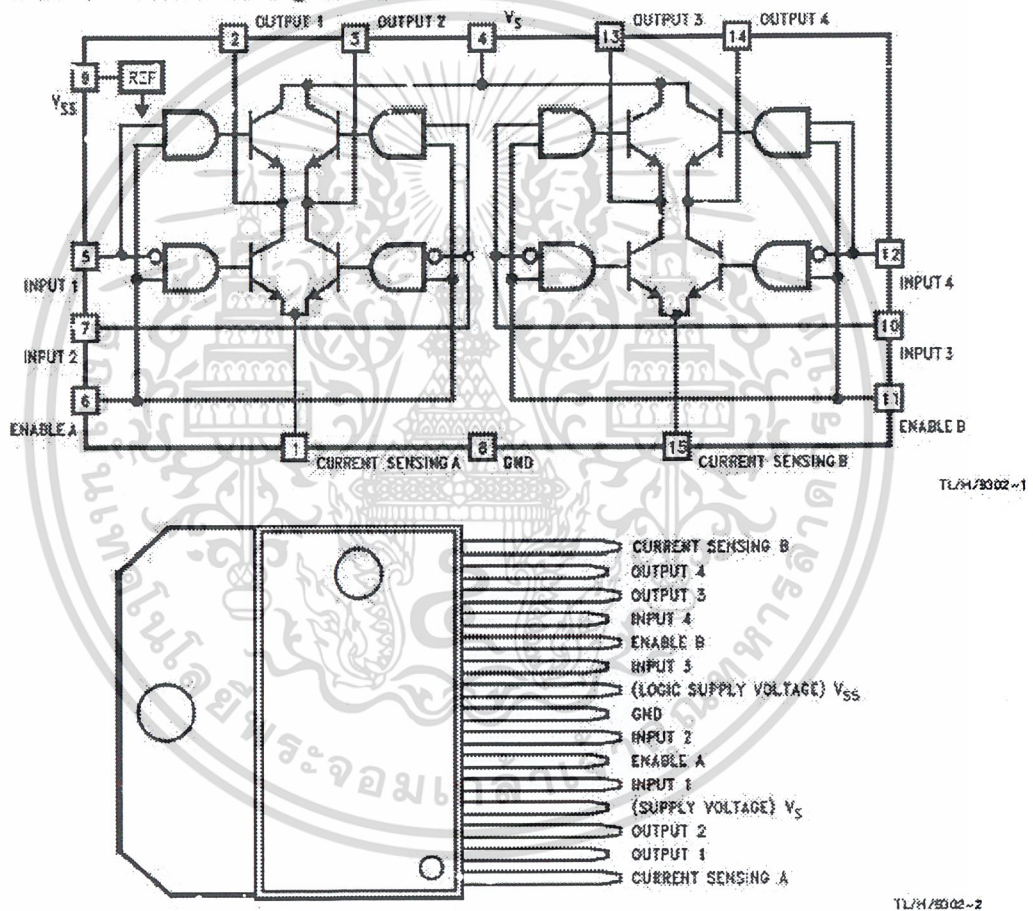 OUTPUT 1
OUTPUT 2
VS
OUTPUT 3
OUTPUT 4
2
3
4
13
14
9
REF
VSS
5
INPUT 1
7
INPUT 2
6
ENABLE A
12
INPUT 4
10
INPUT 3
11
ENABLE B
1
CURRENT SENSING A
8
GND
15
CURRENT SENSING B
TL/H/9302-1
CURRENT SENSING B
OUTPUT 4
OUTPUT 3
INPUT 4
ENABLE B
INPUT 3
(LOGIC SUPPLY VOLTAGE) VSS
GND
INPUT 2
ENABLE A
INPUT 1
(SUPPLY VOLTAGE) VS
OUTPUT 2
OUTPUT 1
CURRENT SENSING A
TL/H/9302-2